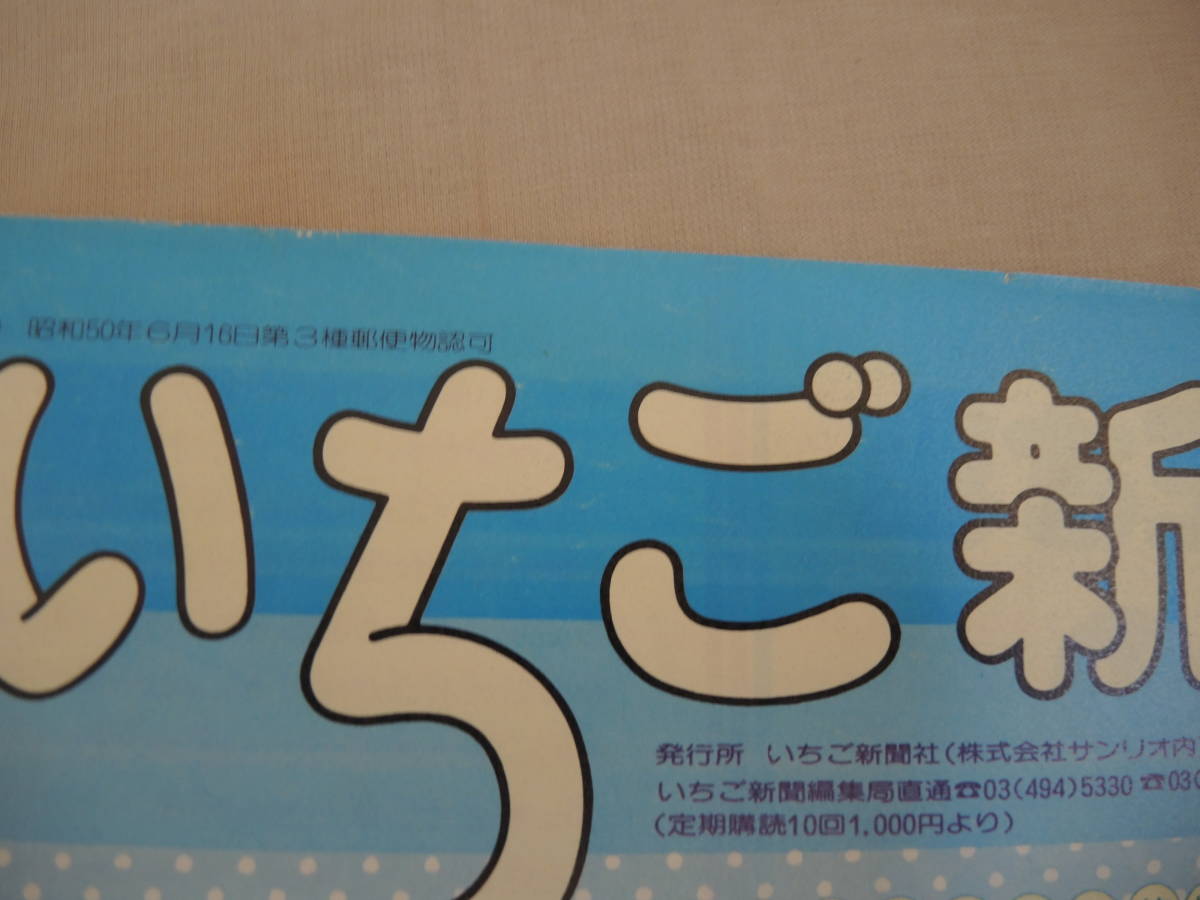 昭和50年6月16日第3種郵便物認可
いちご新
発行所 いちご新聞社(株式会社サンリオ内)
いちご新聞編集局直通☎03(494)5330 ☎03(
(定期購読10回1.000円より)